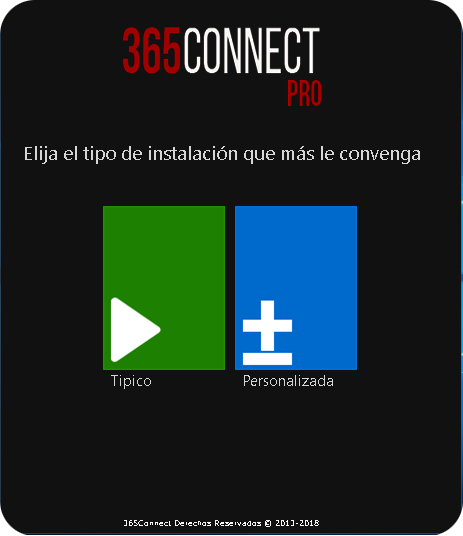 365CONNECT
PRO
Elija el tipo de instalación que más le convenga
Tipico
Personalizada
365Connect Derechos Reservados © 2013-2018